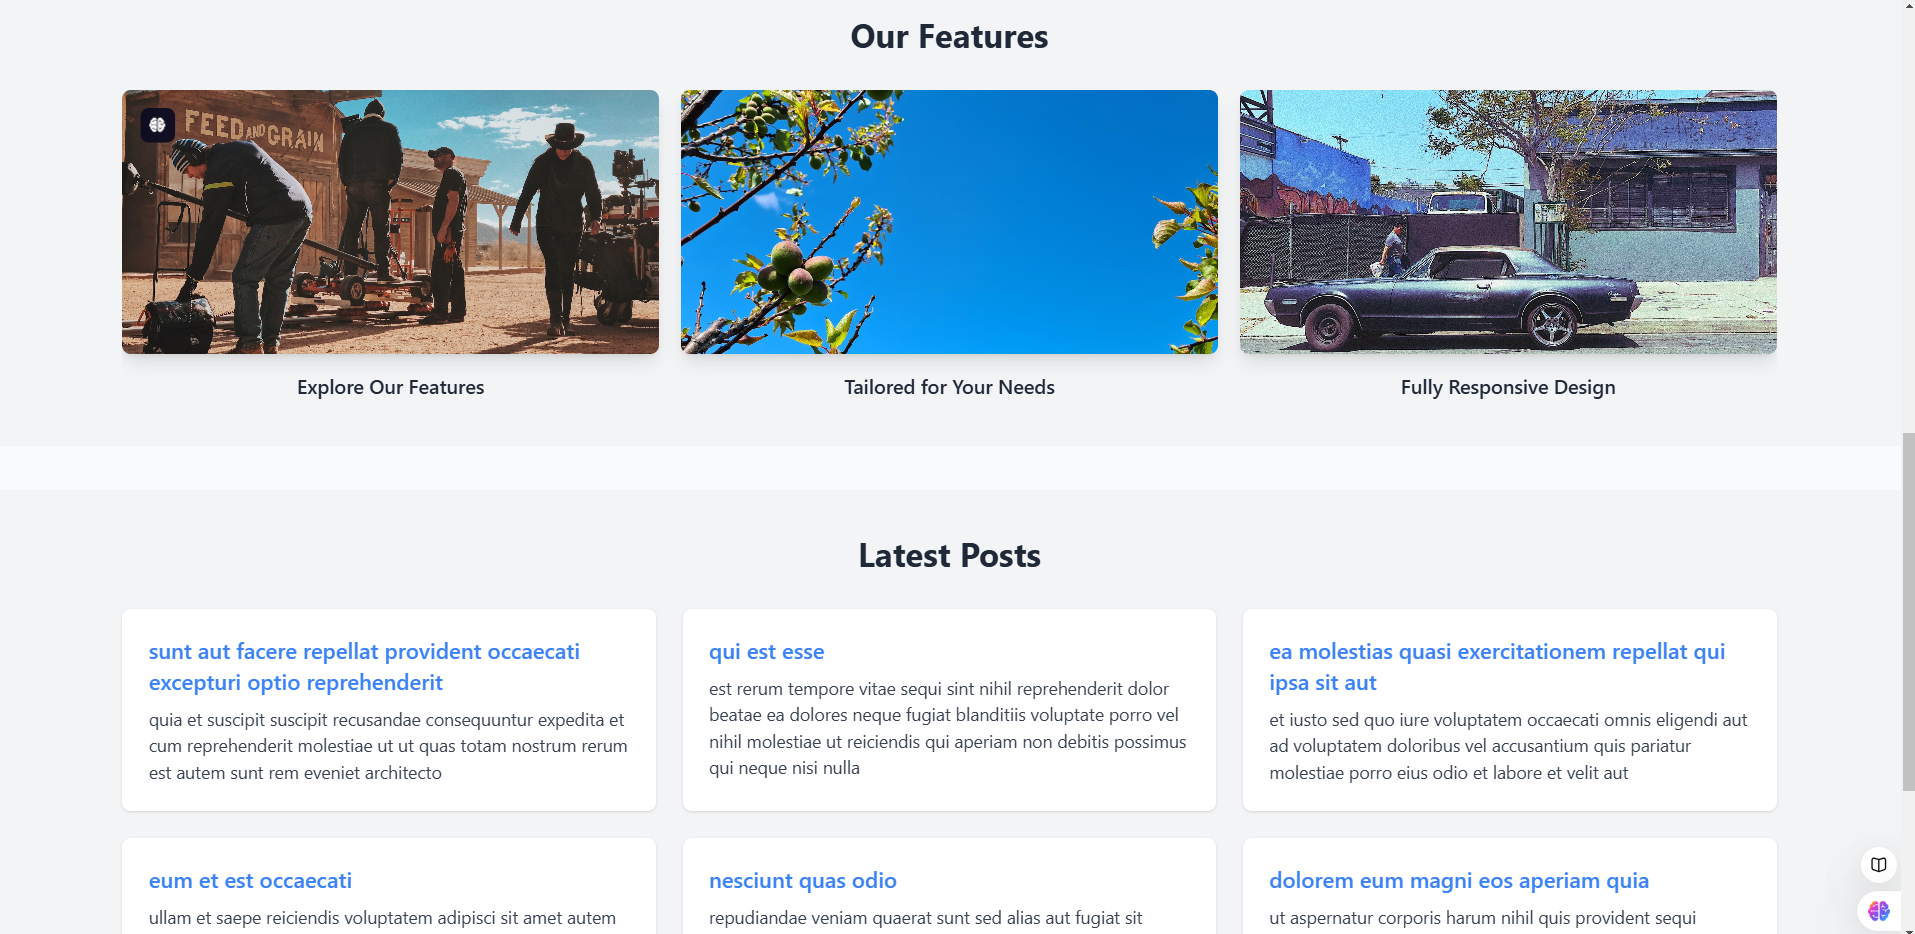 Our Features
FEED AND GRAIN
Explore Our Features
Tailored for Your Needs
Fully Responsive Design
Latest Posts
sunt aut facere repellat provident occaecati
excepturi optio reprehenderit
quia et suscipit suscipit recusandae consequuntur expedita et
cum reprehenderit molestiae ut ut quas totam nostrum rerum
est autem sunt rem eveniet architecto
qui est esse
est rerum tempore vitae sequi sint nihil reprehenderit dolor
beatae ea dolores neque fugiat blanditiis voluptate porro vel
nihil molestiae ut reiciendis qui aperiam non debitis possimus
qui neque nisi nulla
ea molestias quasi exercitationem repellat qui
ipsa sit aut
et iusto sed quo iure voluptatem occaecati omnis eligendi aut
ad voluptatem doloribus vel accusantium quis pariatur
molestiae porro eius odio et labore et velit aut
eum et est occaecati
ullam et saepe reiciendis voluptatem adipisci sit amet autem
nesciunt quas odio
repudiandae veniam quaerat sunt sed alias aut fugiat sit
dolorem eum magni eos aperiam quia
ut aspernatur corporis harum nihil quis provident sequi